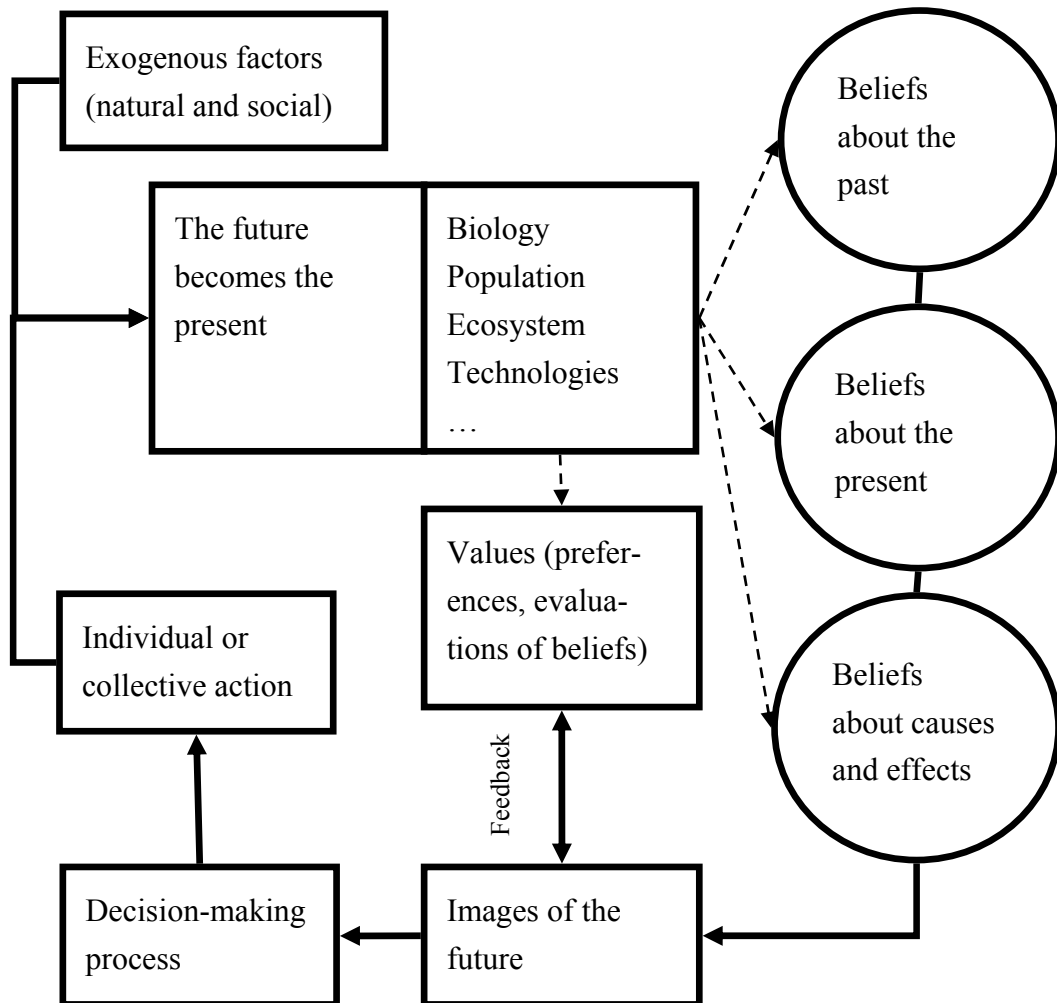 Exogenous factors
(natural and social)
Beliefs
about the
past
The future
becomes the
present
Biology
Population
Ecosystem
Technologies
…
Beliefs
about the
present
Values (prefer-
ences, evalua-
tions of beliefs)
Individual or
collective action
Beliefs
about causes
and effects
Feedback
Decision-making
process
Images of the
future